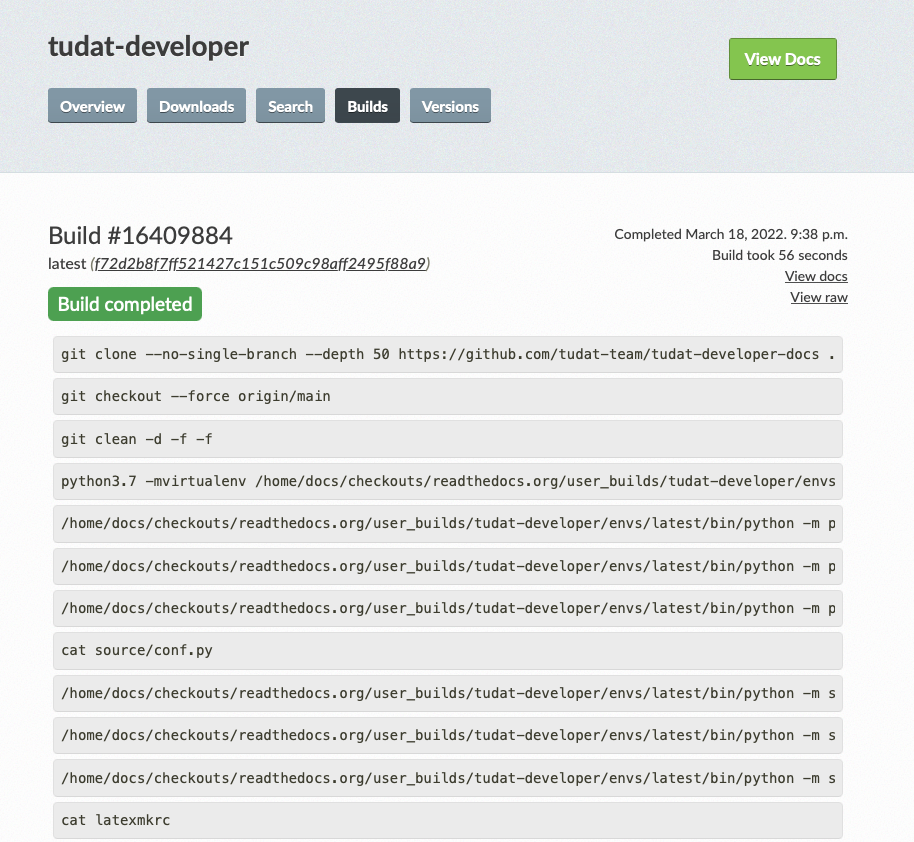 tudat-developer
View Docs
Overview
Downloads
Search
Builds
Versions
Build #16409884
latest (f72d2b8f7ff521427c151c509c98aff2495f88a9)
Build completed
Completed March 18, 2022. 9:38 p.m.
Build took 56 seconds
View docs
View raw
git clone --no-single-branch --depth 50 https://github.com/tudat-team/tudat-developer-docs .
git checkout --force origin/main
git clean -d -f -f
python3.7 -mvirtualenv /home/docs/checkouts/readthedocs.org/user_builds/tudat-developer/envs
/home/docs/checkouts/readthedocs.org/user_builds/tudat-developer/envs/latest/bin/python -m p
/home/docs/checkouts/readthedocs.org/user_builds/tudat-developer/envs/latest/bin/python -m p
/home/docs/checkouts/readthedocs.org/user_builds/tudat-developer/envs/latest/bin/python -m p
cat source/conf.py
/home/docs/checkouts/readthedocs.org/user_builds/tudat-developer/envs/latest/bin/python -m s
/home/docs/checkouts/readthedocs.org/user_builds/tudat-developer/envs/latest/bin/python -m s
/home/docs/checkouts/readthedocs.org/user_builds/tudat-developer/envs/latest/bin/python -m s
cat latexmkrc